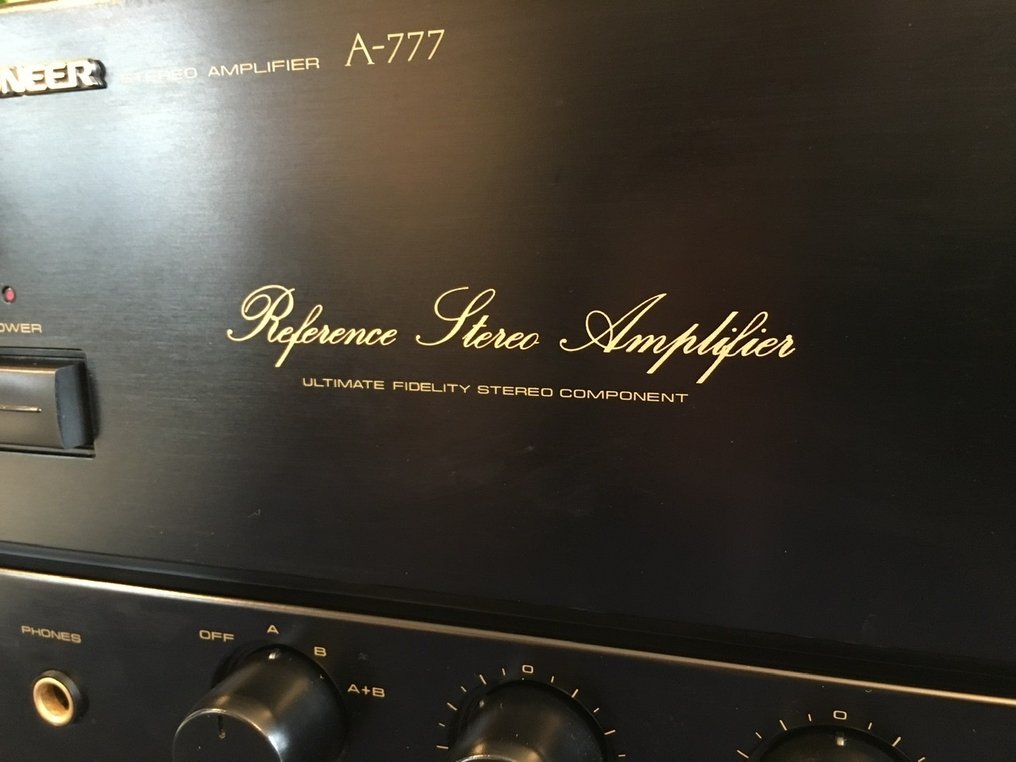 NEER STEREO AMPLIFIER A-777
Reference Stereo Amplifier
OWER
ULTIMATE FIDELITY STEREO COMPONENT
PHONES
OFF A B A+B
0 0